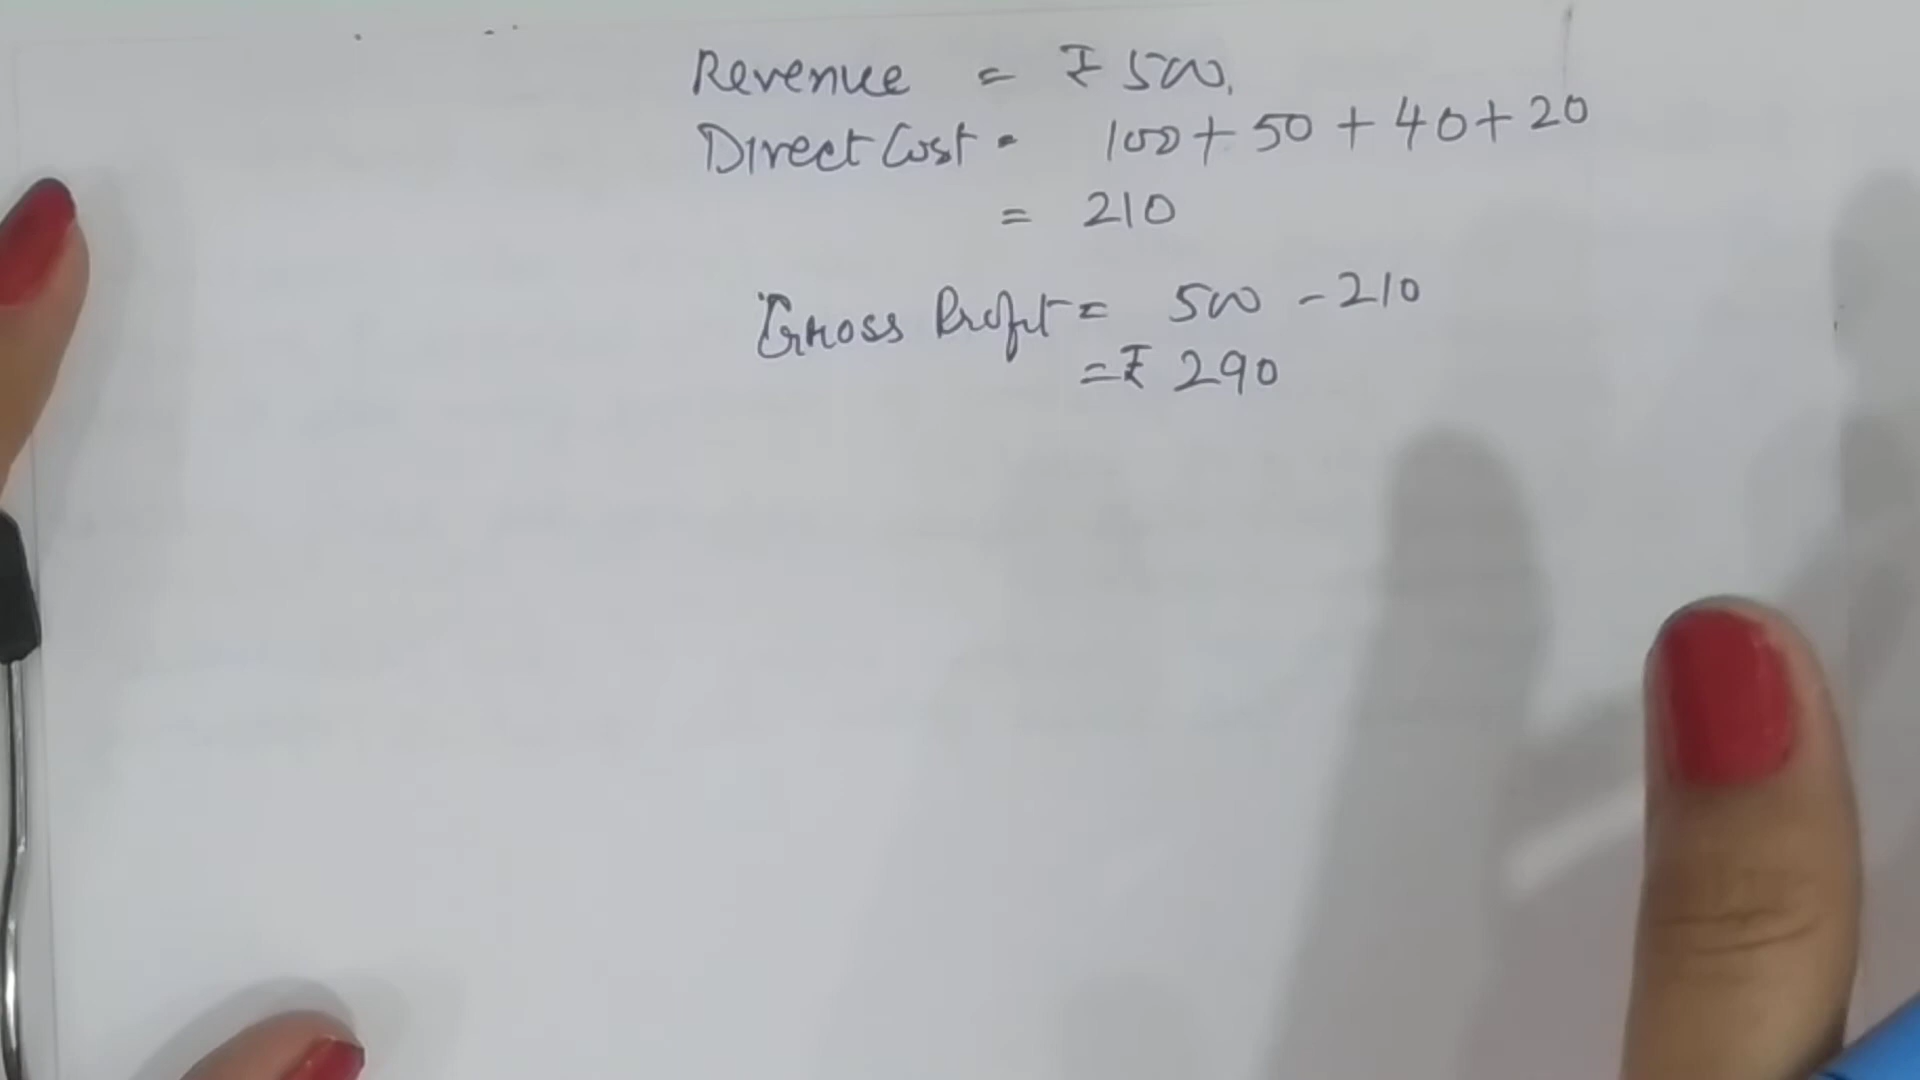 Revenue = ₹ 500.
Direct Cost = 100 + 50 + 40 + 20
= 210
Gross Profit = 500 - 210
= ₹ 290